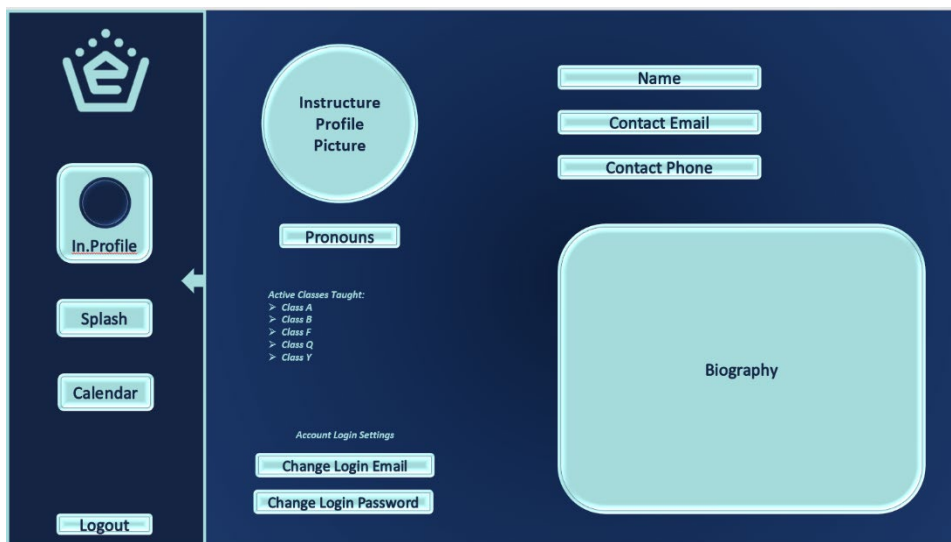 In.Profile
Splash
Calendar
Logout
Instructure
Profile
Picture
Pronouns
Active Classes Taught:
➢ Class A
➢ Class B
➢ Class F
➢ Class Q
➢ Class Y
Account Login Settings
Change Login Email
Change Login Password
Name
Contact Email
Contact Phone
Biography